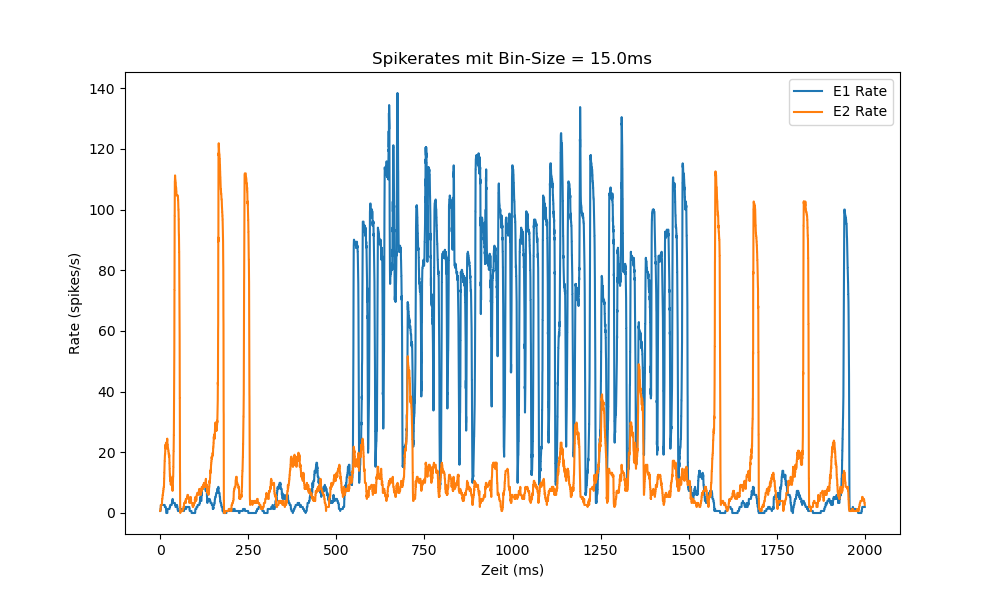 Spikerates mit Bin-Size = 15.0ms
E1 Rate
E2 Rate
140
120
100
80
60
40
20
0
Rate (spikes/s)
0 250 500 750 1000 1250 1500 1750 2000
Zeit (ms)